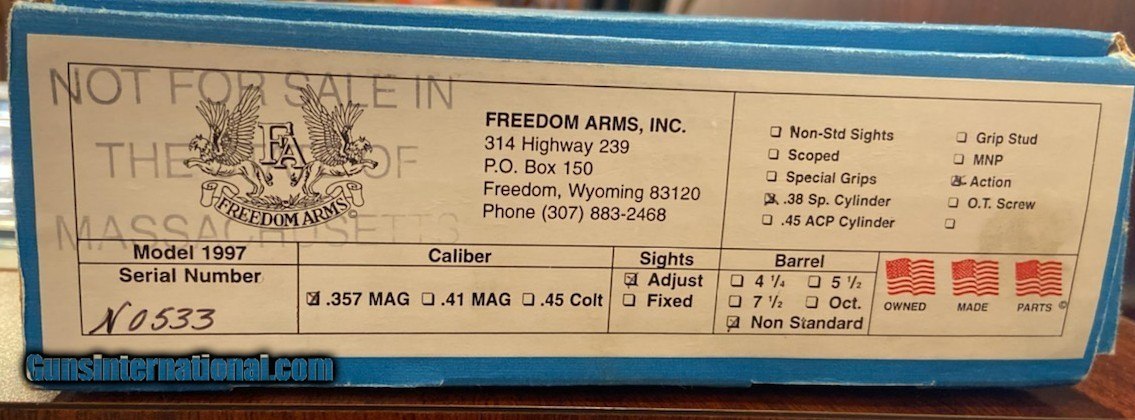 NOT FOR SALE IN
THE OF
MASSACHUSETTS
FA
FREEDOM ARMS
FREEDOM ARMS, INC.
314 Highway 239
P.O. Box 150
Freedom, Wyoming 83120
Phone (307) 883-2468
☐ Non-Std Sights
☐ Scoped
☐ Special Grips
☒ .38 Sp. Cylinder
☐ .45 ACP Cylinder
☐ Grip Stud
☐ MNP
☒ Action
☐ O.T. Screw
☐
Model 1997
Serial Number
N0533
Caliber
☒ .357 MAG ☐ .41 MAG ☐ .45 Colt
Sights
☒ Adjust
☐ Fixed
Barrel
☐ 4 1/4 ☐ 5 1/2
☐ 7 1/2 ☐ Oct.
☒ Non Standard
OWNED MADE PARTS ©
GunsInternational.com